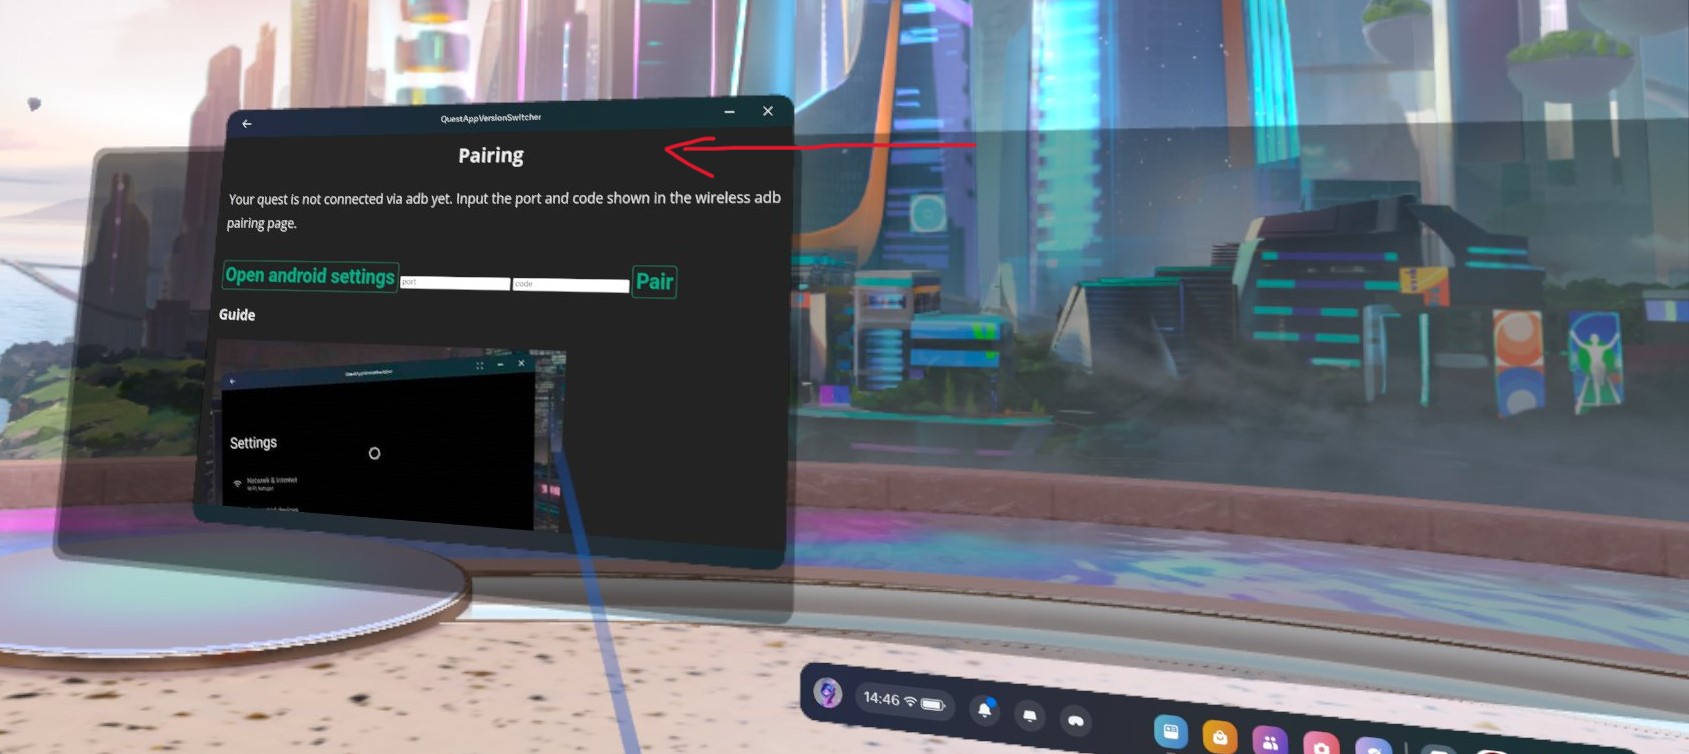 QuestAppVersionSwitcher
Pairing
Your quest is not connected via adb yet. Input the port and code shown in the wireless adb
pairing page.
Open android settings port code Pair
Guide
Settings
Network & Internet
14:46